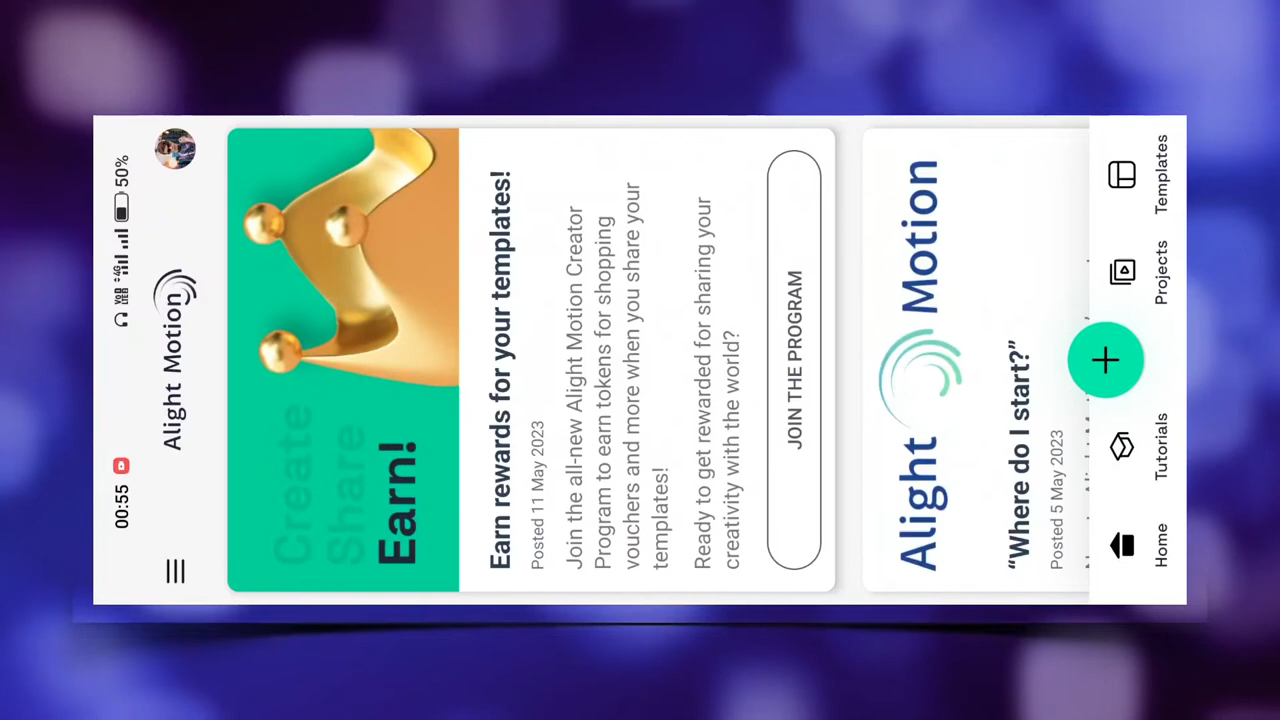 00:55
VoD
LTE
4G
50%
Alight Motion
Create
Share
Earn!
Earn rewards for your templates!
Posted 11 May 2023
Join the all-new Alight Motion Creator
Program to earn tokens for shopping
vouchers and more when you share your
templates!
Ready to get rewarded for sharing your
creativity with the world?
JOIN THE PROGRAM
Alight Motion
“Where do I start?”
Posted 5 May 2023
Home
Tutorials
Projects
Templates